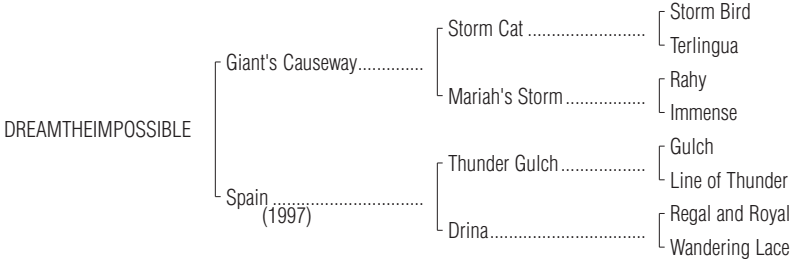 Storm Bird
Storm Cat ........................
Terlingua
Giant's Causeway..............
Rahy
Mariah's Storm.................
Immense
DREAMTHEIMPOSSIBLE
Gulch
Thunder Gulch..................
Line of Thunder
Spain ................................
(1997)
Regal and Royal
Drina.................................
Wandering Lace